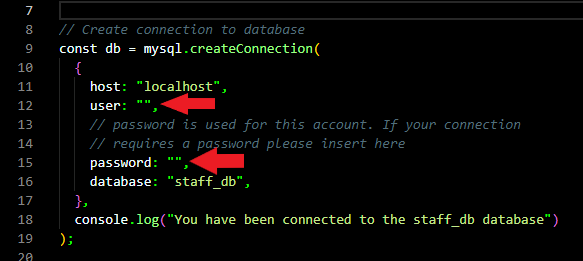 7
8 // Create connection to database
9 const db = mysql.createConnection(
10 {
11 host: "localhost",
12 user: "",
13 // password is used for this account. If your connection
14 // requires a password please insert here
15 password: "",
16 database: "staff_db",
17 },
18 console.log("You have been connected to the staff_db database")
19 );
20